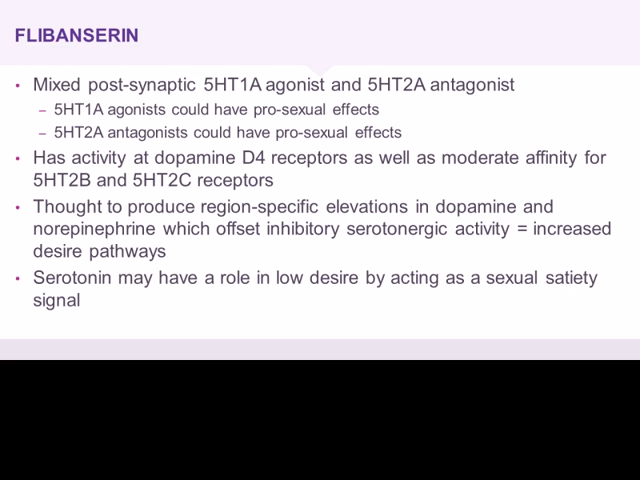 FLIBANSERIN
• Mixed post-synaptic 5HT1A agonist and 5HT2A antagonist
– 5HT1A agonists could have pro-sexual effects
– 5HT2A antagonists could have pro-sexual effects
• Has activity at dopamine D4 receptors as well as moderate affinity for
5HT2B and 5HT2C receptors
• Thought to produce region-specific elevations in dopamine and
norepinephrine which offset inhibitory serotonergic activity = increased
desire pathways
• Serotonin may have a role in low desire by acting as a sexual satiety
signal